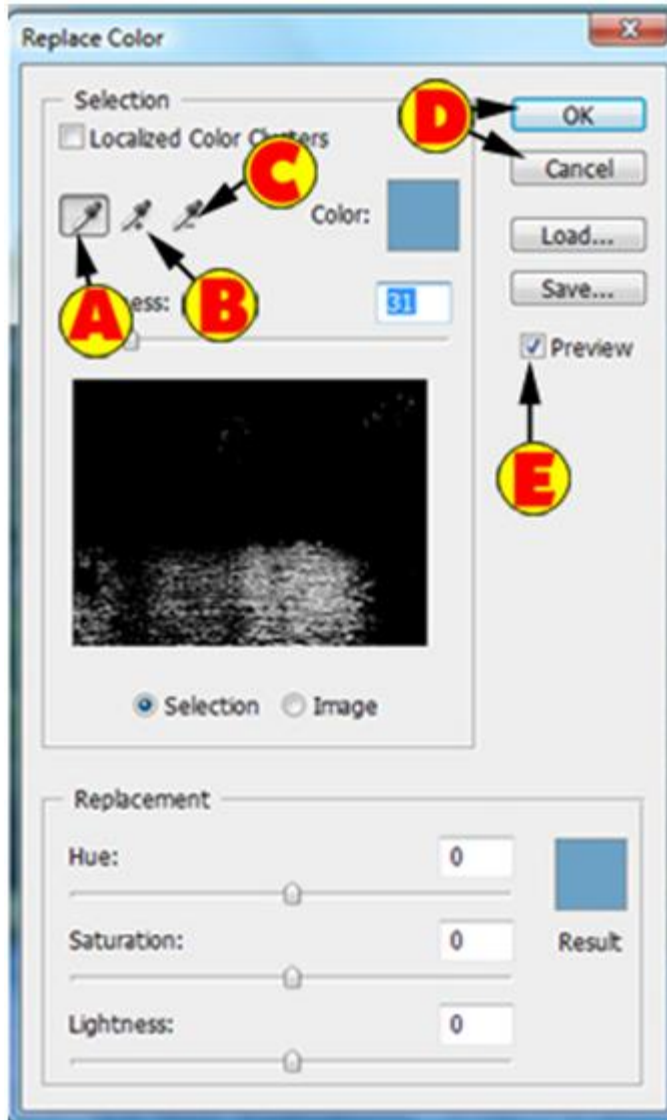 Replace Color
Selection
Localized Color Clusters
Color:
ess: 31
OK
Cancel
Load...
Save...
Preview
A
B
C
D
E
Selection Image
Replacement
Hue: 0
Saturation: 0
Lightness: 0
Result